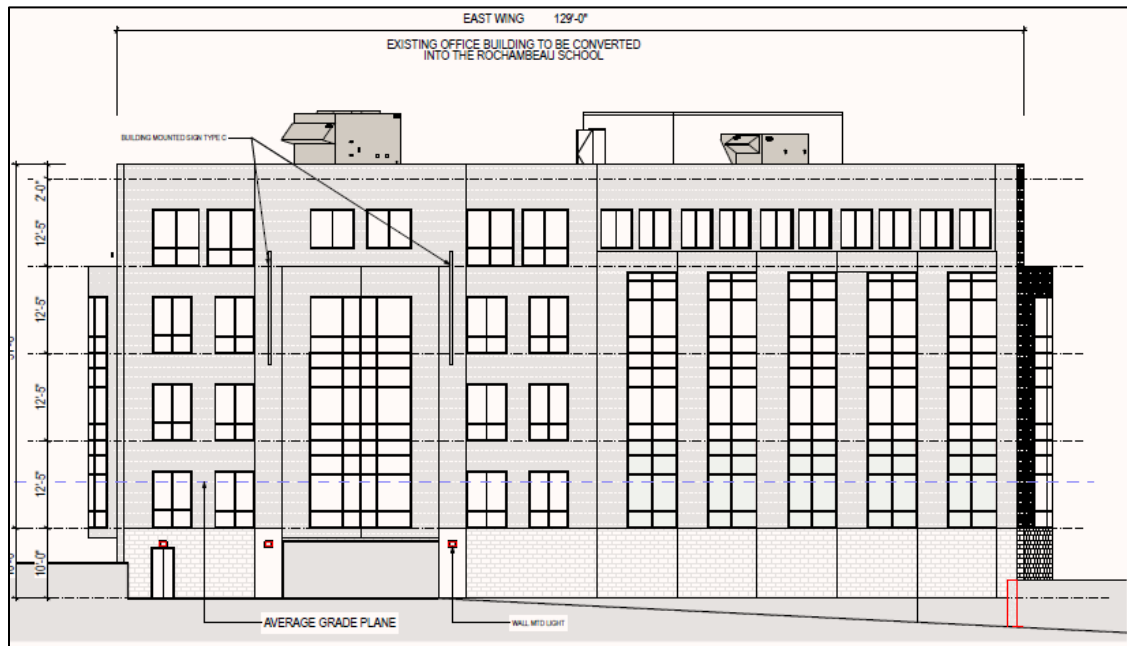 EAST WING 129'-0"
EXISTING OFFICE BUILDING TO BE CONVERTED
INTO THE ROCHAMBEAU SCHOOL
BUILDING MOUNTED SIGN TYPE C
2'-0"
12'-5"
12'-5"
12'-5"
12'-5"
10'-0"
AVERAGE GRADE PLANE
WALL MTD LIGHT